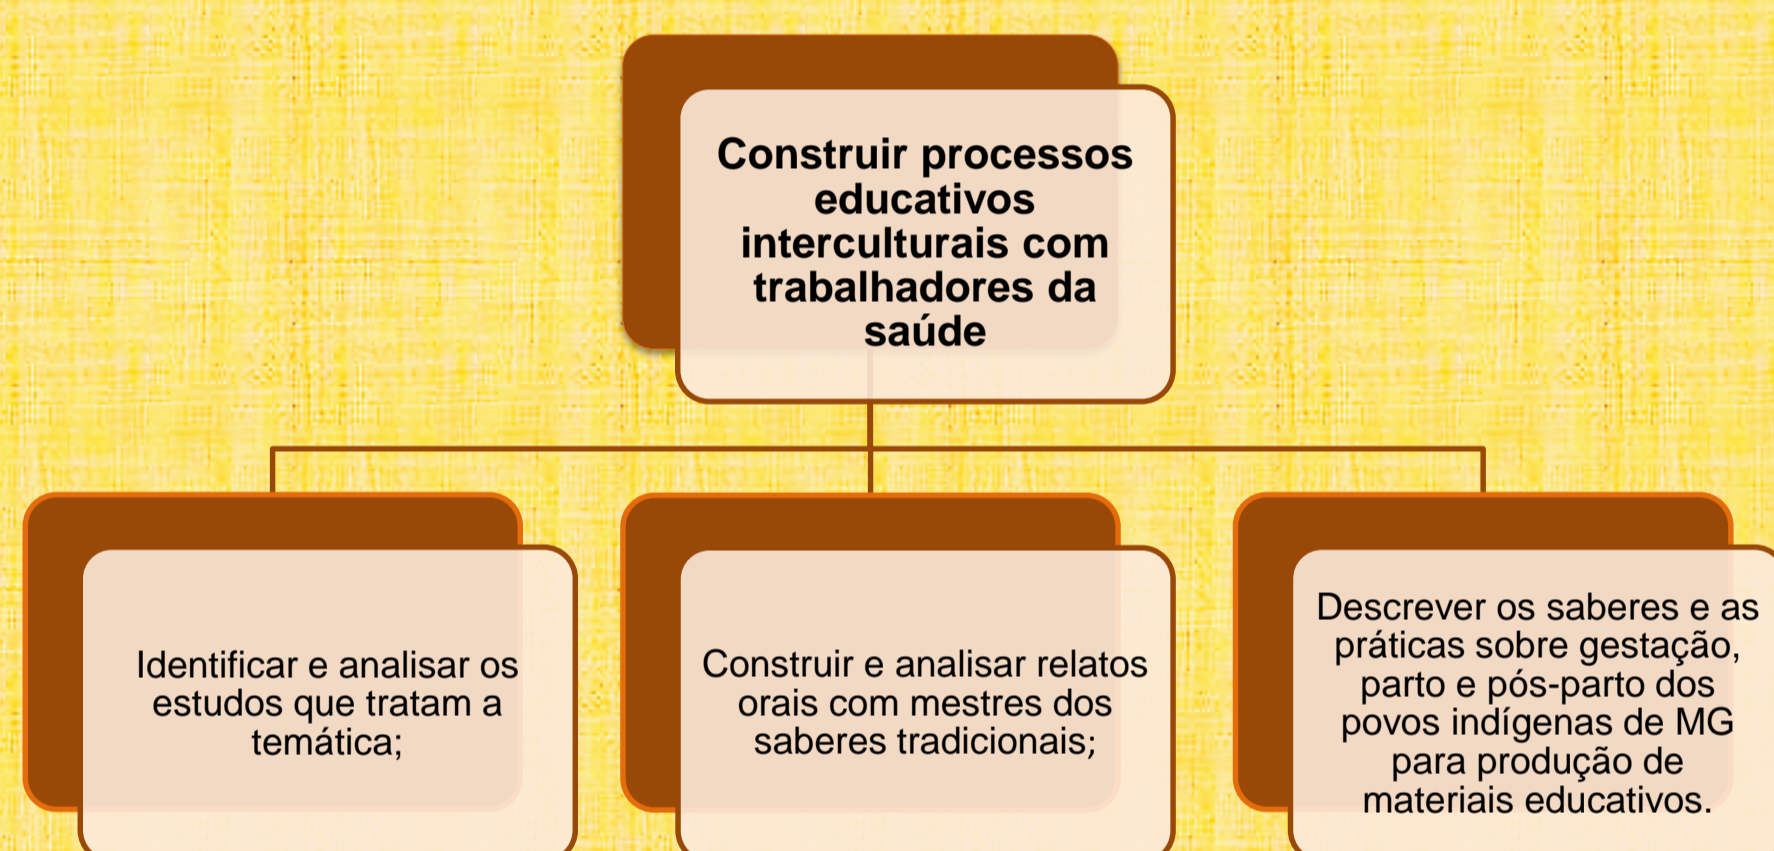 Construir processos
educativos
interculturais com
trabalhadores da
saúde
Identificar e analisar os
estudos que tratam a
temática;
Construir e analisar relatos
orais com mestres dos
saberes tradicionais;
Descrever os saberes e as
práticas sobre gestação,
parto e pós-parto dos
povos indígenas de MG
para produção de
materiais educativos.